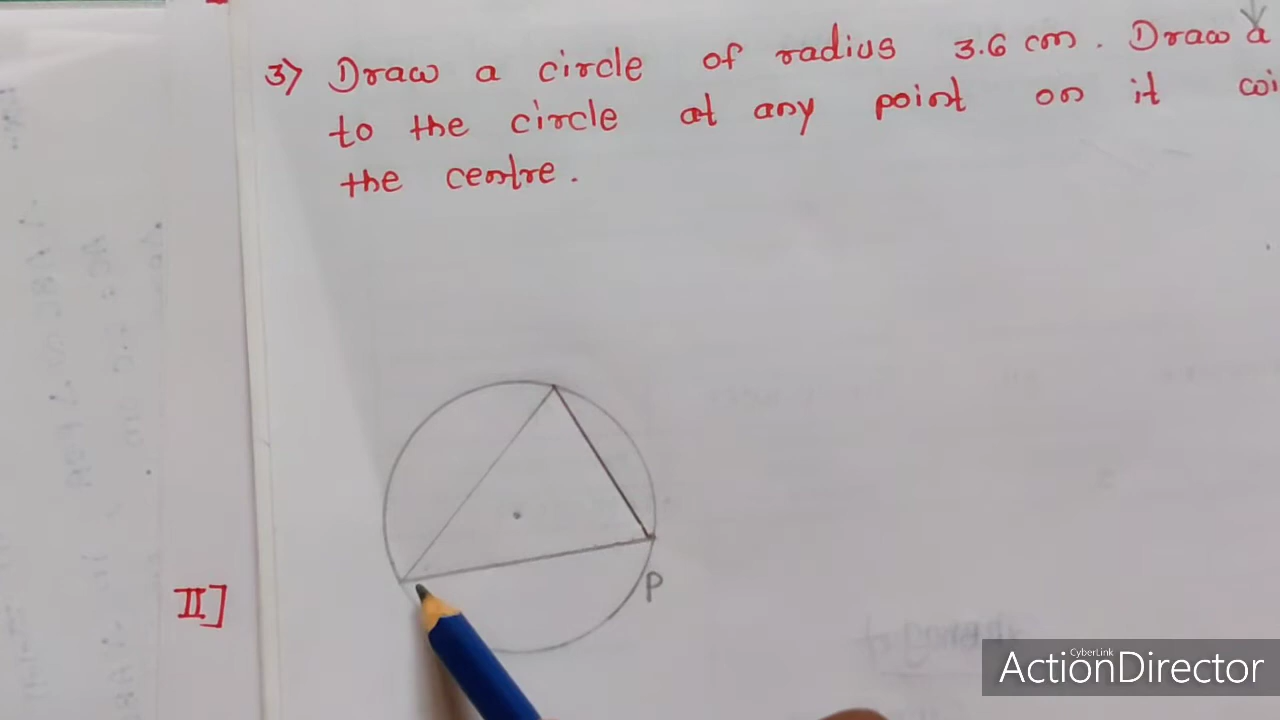 3) Draw a circle of radius 3.6 cm. Draw a
to the circle at any point on it
the centre.
P
II]
CyberLink
ActionDirector